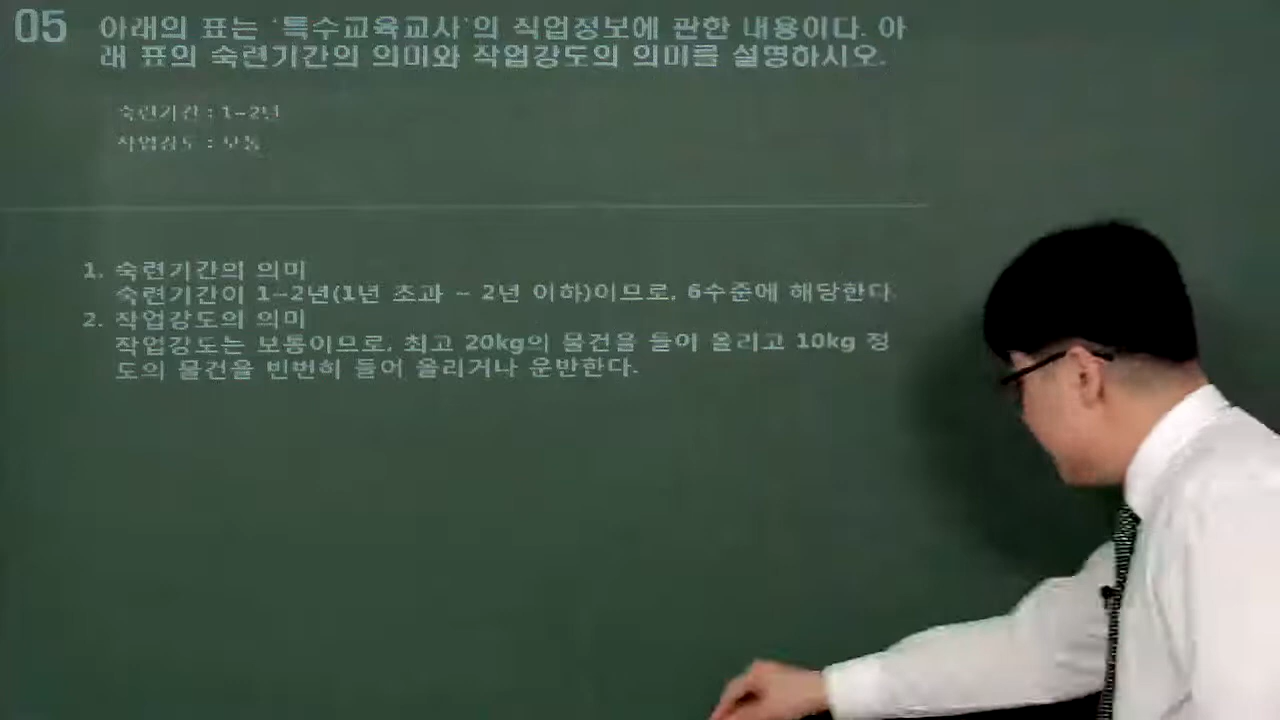 05 아래의 표는 '특수교육교사'의 직업정보에 관한 내용이다. 아
래 표의 숙련기간의 의미와 작업강도의 의미를 설명하시오.
숙련기간 : 1-2년
작업강도 : 보통
1. 숙련기간의 의미
숙련기간이 1-2년(1년 초과 ~ 2년 이하)이므로, 6수준에 해당한다.
2. 작업강도의 의미
작업강도는 보통이므로, 최고 20kg의 물건을 들어 올리고 10kg 정
도의 물건을 빈번히 들어 올리거나 운반한다.